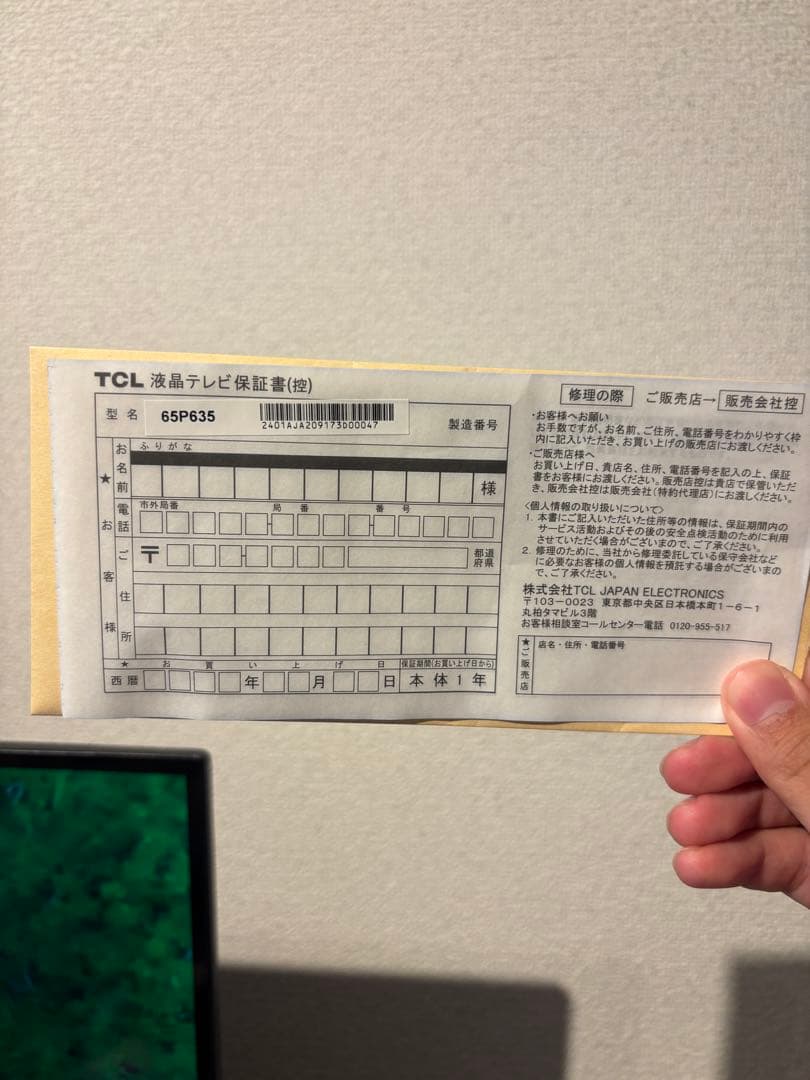 TCL 液晶テレビ保証書(控)
型名 65P635 2401AJA209173D00047 製造番号
★お客様
お名前
ふりがな
様
電話
市外局番 局番 番号
ご住所
〒 都道府県
★お買い上げ日 保証期間(お買い上げ日から)
西暦 年 月 日 本体1年
修理の際 ご販売店→ 販売会社控
・お客様へお願い
お手数ですが、お名前、ご住所、電話番号をわかりやすく枠
内に記入いただき、お買い上げの販売店にお渡しください。
・ご販売店様へ
お買い上げ日、貴店名、住所、電話番号を記入の上、保証
書をお客様にお渡しください。販売店控は貴店で保管いただ
き、販売会社控は販売会社(特約代理店)にお渡しください。
<個人情報の取り扱いについて>
1. 本書にご記入いただいた住所等の情報は、保証期間内の
サービス活動およびその後の安全点検活動のために利用
させていただく場合がございますので、ご了承ください。
2. 修理のために、当社から修理委託している保守会社など
に必要なお客様の個人情報を預託する場合がございますの
で、ご了承ください。
株式会社TCL JAPAN ELECTRONICS
〒103-0023 東京都中央区日本橋本町1-6-1
丸柏タマビル3階
お客様相談室コールセンター電話 0120-955-517
★ご販売店
店名・住所・電話番号